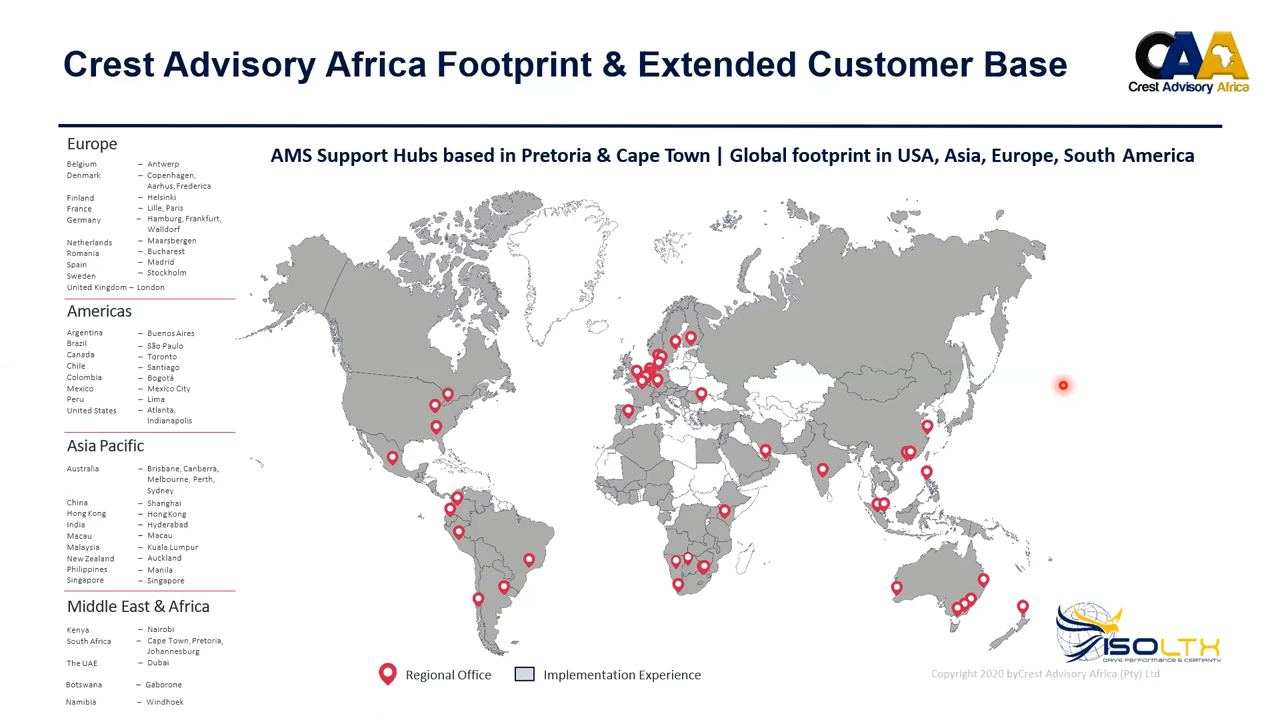 Crest Advisory Africa Footprint & Extended Customer Base
CAA
Crest Advisory Africa
AMS Support Hubs based in Pretoria & Cape Town | Global footprint in USA, Asia, Europe, South America
Europe
Belgium – Antwerp
Denmark – Copenhagen,
Aarhus, Frederica
Finland – Helsinki
France – Lille, Paris
Germany – Hamburg, Frankfurt,
Walldorf
Netherlands – Maarsbergen
Romania – Bucharest
Spain – Madrid
Sweden – Stockholm
United Kingdom – London
Americas
Argentina – Buenos Aires
Brazil – São Paulo
Canada – Toronto
Chile – Santiago
Colombia – Bogotá
Mexico – Mexico City
Peru – Lima
United States – Atlanta,
Indianapolis
Asia Pacific
Australia – Brisbane, Canberra,
Melbourne, Perth,
Sydney
China – Shanghai
Hong Kong – Hong Kong
India – Hyderabad
Macau – Macau
Malaysia – Kuala Lumpur
New Zealand – Auckland
Philippines – Manila
Singapore – Singapore
Middle East & Africa
Kenya – Nairobi
South Africa – Cape Town, Pretoria,
Johannesburg
The UAE – Dubai
Botswana – Gaborone
Namibia – Windhoek
Regional Office
Implementation Experience
ISOLTX
DRIVE PERFORMANCE & CERTAINTY
Copyright 2020 byCrest Advisory Africa (Pty) Ltd